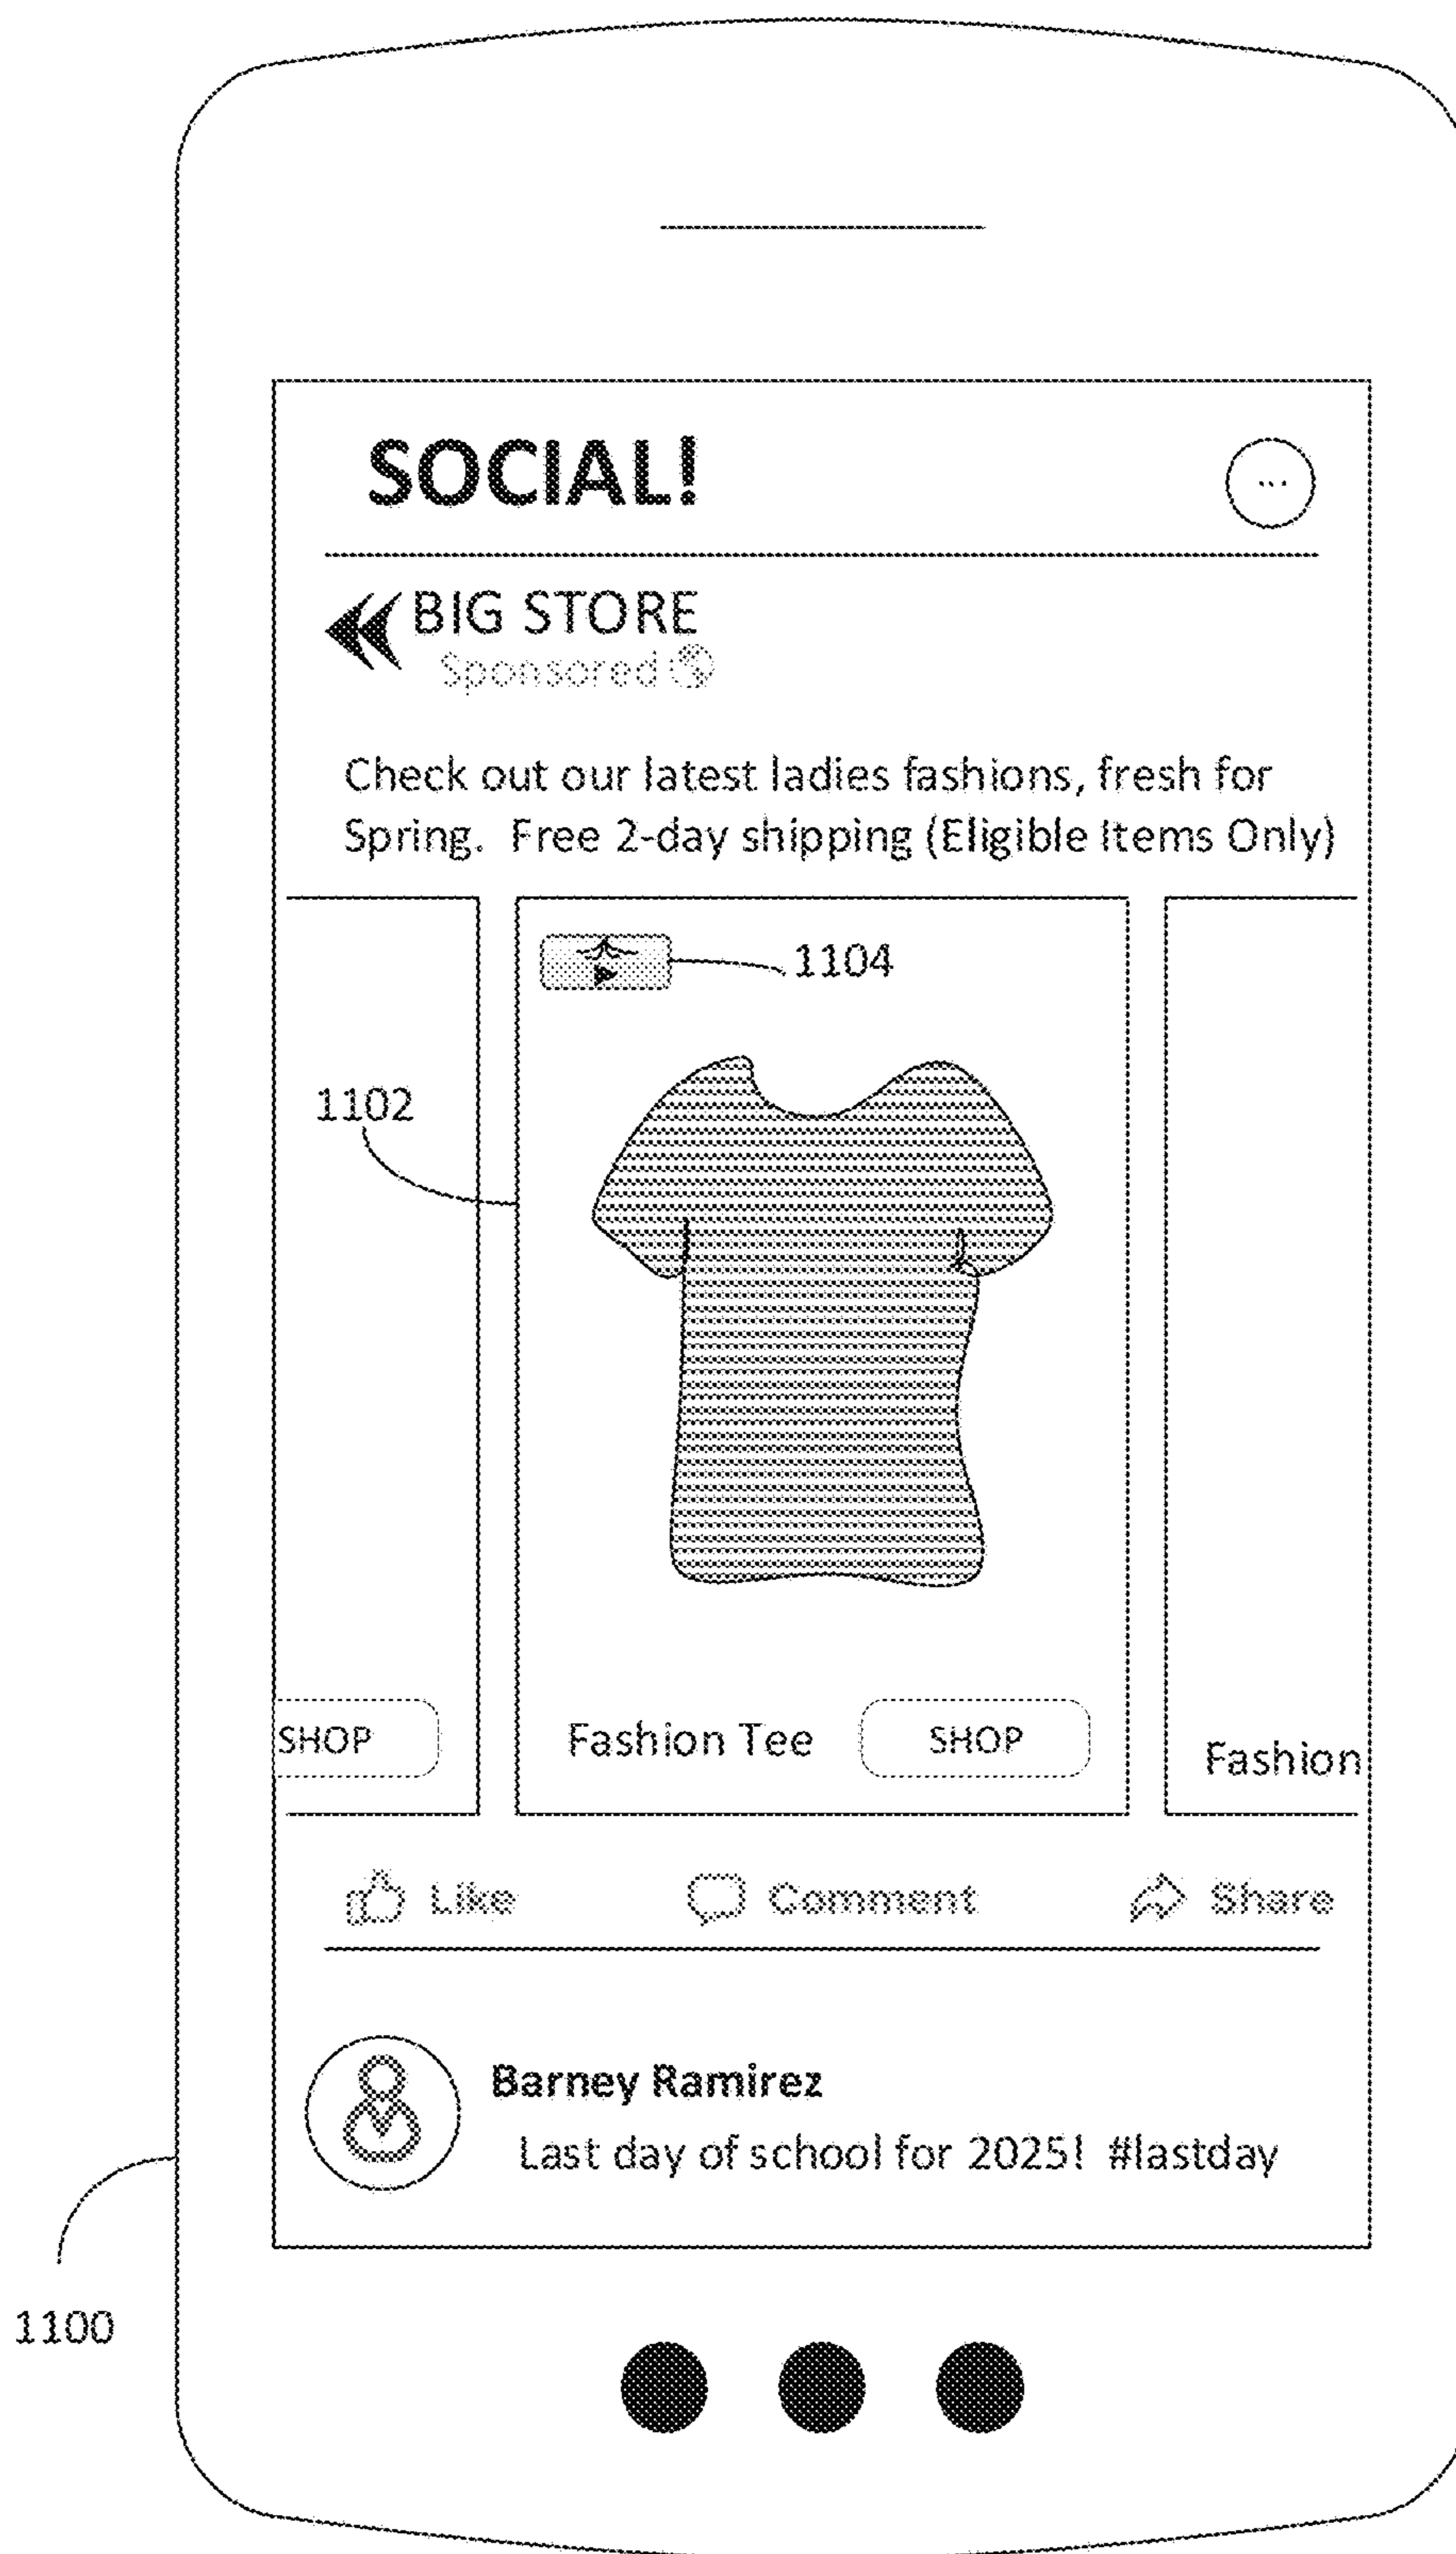 SOCIAL!
BIG STORE
Sponsored
Check out our latest ladies fashions, fresh for
Spring.  Free 2-day shipping (Eligible Items Only)
1104
1102
SHOP
Fashion Tee
SHOP
Fashion
Like
Comment
Share
Barney Ramirez
Last day of school for 2025!  #lastday
1100